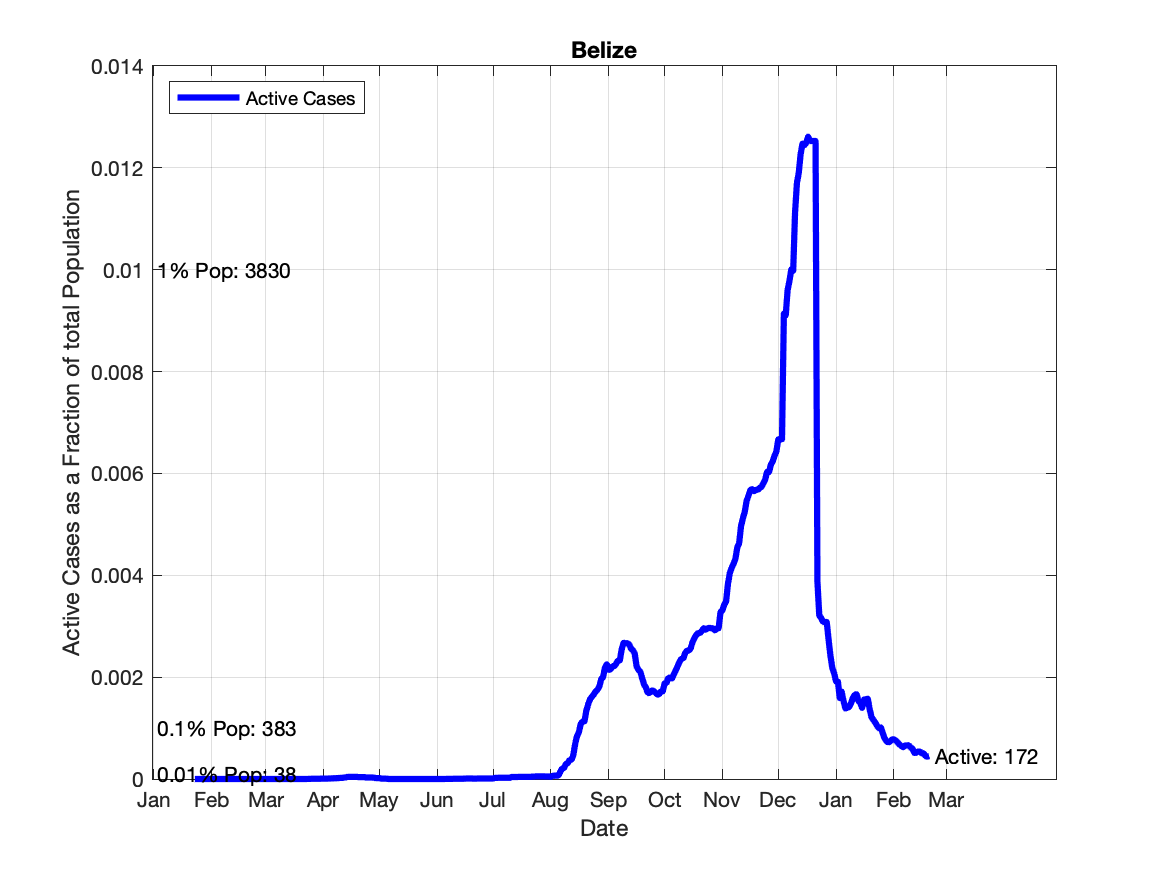 Belize
Active Cases
0.014
0.012
0.01
0.008
0.006
0.004
0.002
0
1% Pop: 3830
0.1% Pop: 383
0.01% Pop: 38
Active: 172
Active Cases as a Fraction of total Population
Jan Feb Mar Apr May Jun Jul Aug Sep Oct Nov Dec Jan Feb Mar
Date